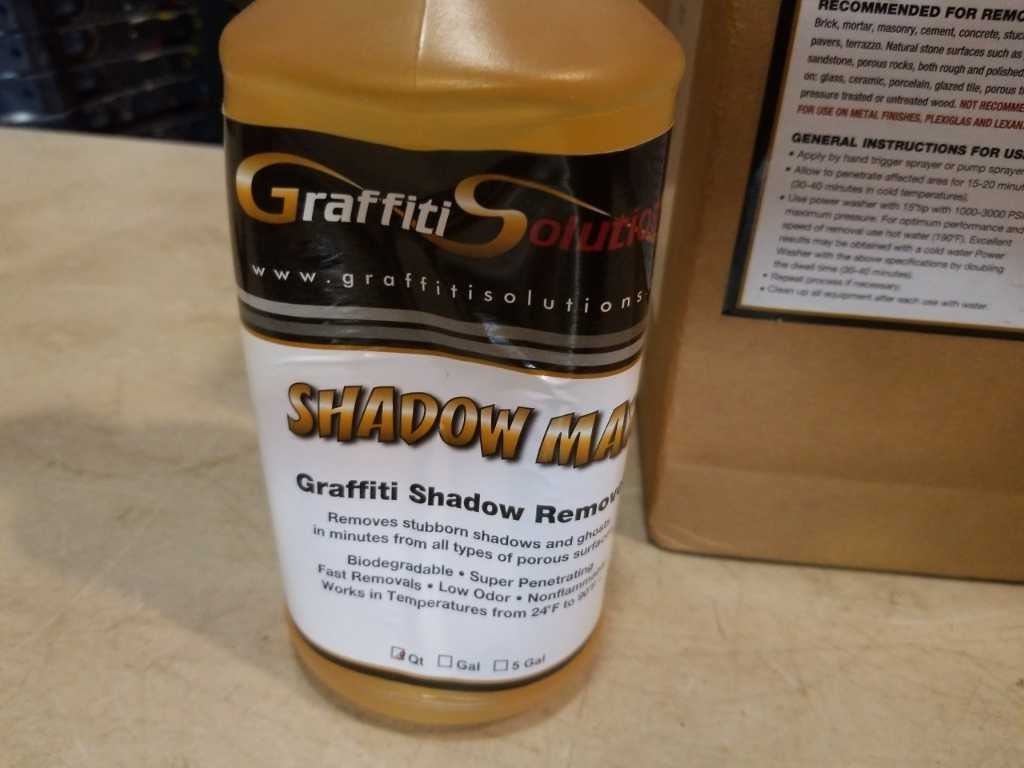 Graffiti Solution
www.graffitisolutions
SHADOW MAX
Graffiti Shadow Remove
Removes stubborn shadows and ghosts
in minutes from all types of porous surfac
Biodegradable • Super Penetrating
Fast Removals • Low Odor • Nonflamm
Works in Temperatures from 24°F to 90°F
Qt Gal 5 Gal
RECOMMENDED FOR REMO
Brick, mortar, masonry, cement, concrete, stuc
pavers, terrazzo. Natural stone surfaces such as
sandstone, porous rocks, both rough and polished
on: glass, ceramic, porcelain, glazed tile, porous t
pressure treated or untreated wood. NOT RECOMME
FOR USE ON METAL FINISHES, PLEXIGLAS AND LEXAN.
GENERAL INSTRUCTIONS FOR US
• Apply by hand trigger sprayer or pump sprayer
• Allow to penetrate affected area for 15-20 minut
(30-40 minutes in cold temperatures).
• Use power washer with 15°tip with 1000-3000 PSI
maximum pressure. For optimum performance and
speed of removal use hot water (190°F). Excellent
results may be obtained with a cold water Power
Washer with the above specifications by doubling
the dwell time (30-40 minutes).
• Repeat process if necessary.
• Clean up all equipment after each use with water.